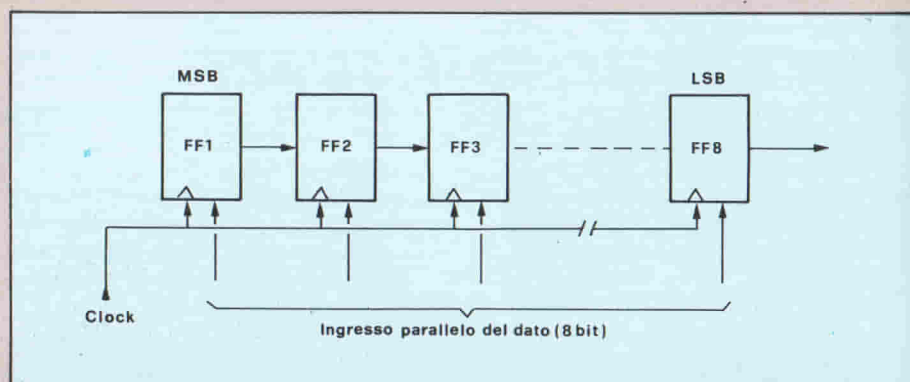 MSB
LSB
FF1
FF2
FF3
FF8
Clock
Ingresso parallelo del dato (8 bit)